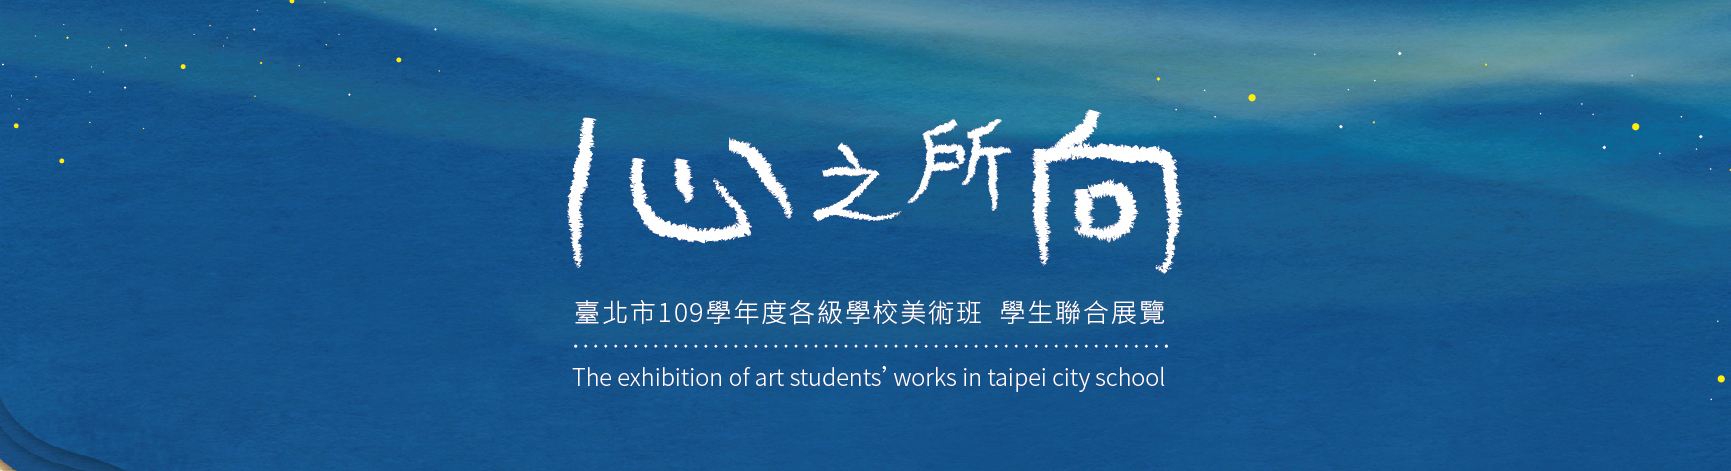 心之所向
臺北市109學年度各級學校美術班 學生聯合展覽
The exhibition of art students’ works in taipei city school